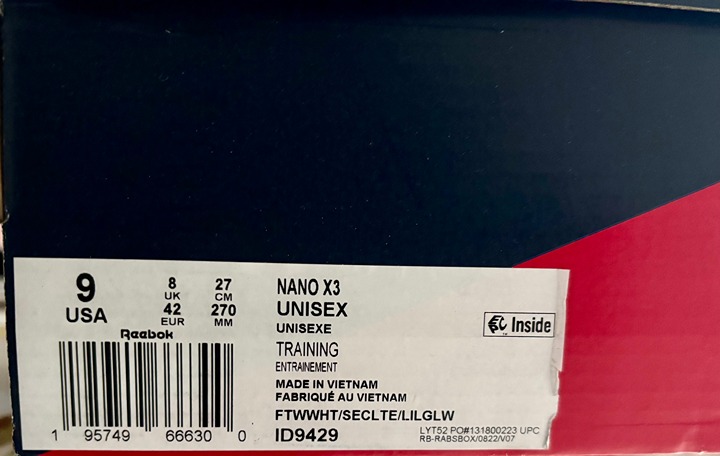 9
USA
8
UK
42
EUR
27
CM
270
MM
Reebok
1 95749 66630 0
NANO X3
UNISEX
UNISEXE
TRAINING
ENTRAINEMENT
MADE IN VIETNAM
FABRIQUÉ AU VIETNAM
FTWWHT/SECLTE/LILGLW
ID9429
Inside
LYT52 PO#131800223 UPC
RB-RABSBOX/0822/V07